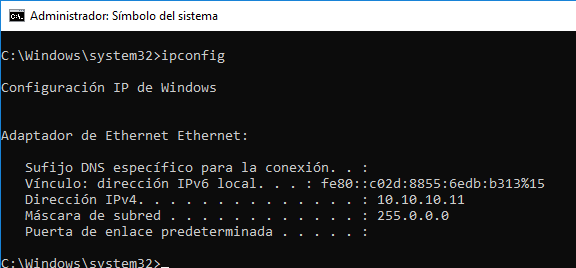 Administrador: Símbolo del sistema
C:\Windows\system32>ipconfig
Configuración IP de Windows
Adaptador de Ethernet Ethernet:
Sufijo DNS específico para la conexión. . :
Vínculo: dirección IPv6 local. . . : fe80::c02d:8855:6edb:b313%15
Dirección IPv4. . . . . . . . . . . . . . : 10.10.10.11
Máscara de subred . . . . . . . . . . . . : 255.0.0.0
Puerta de enlace predeterminada . . . . . :
C:\Windows\system32>_